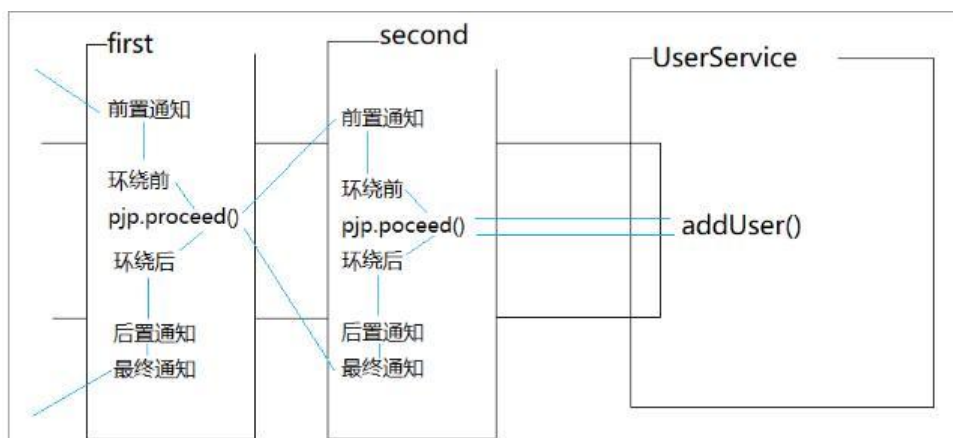 first
前置通知
环绕前
pjp.proceed()
环绕后
后置通知
最终通知
second
前置通知
环绕前
pjp.poceed()
环绕后
后置通知
最终通知
UserService
addUser()